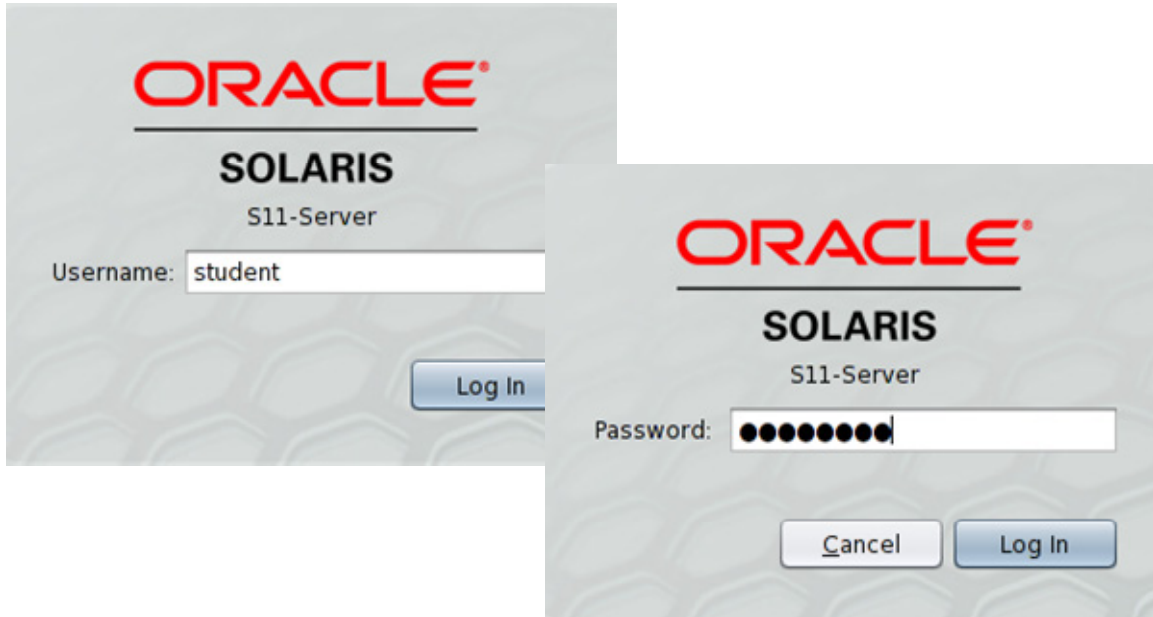 ORACLE
SOLARIS
S11-Server
Username: student
Log In
ORACLE
SOLARIS
S11-Server
Password: ●●●●●●●●
Cancel
Log In